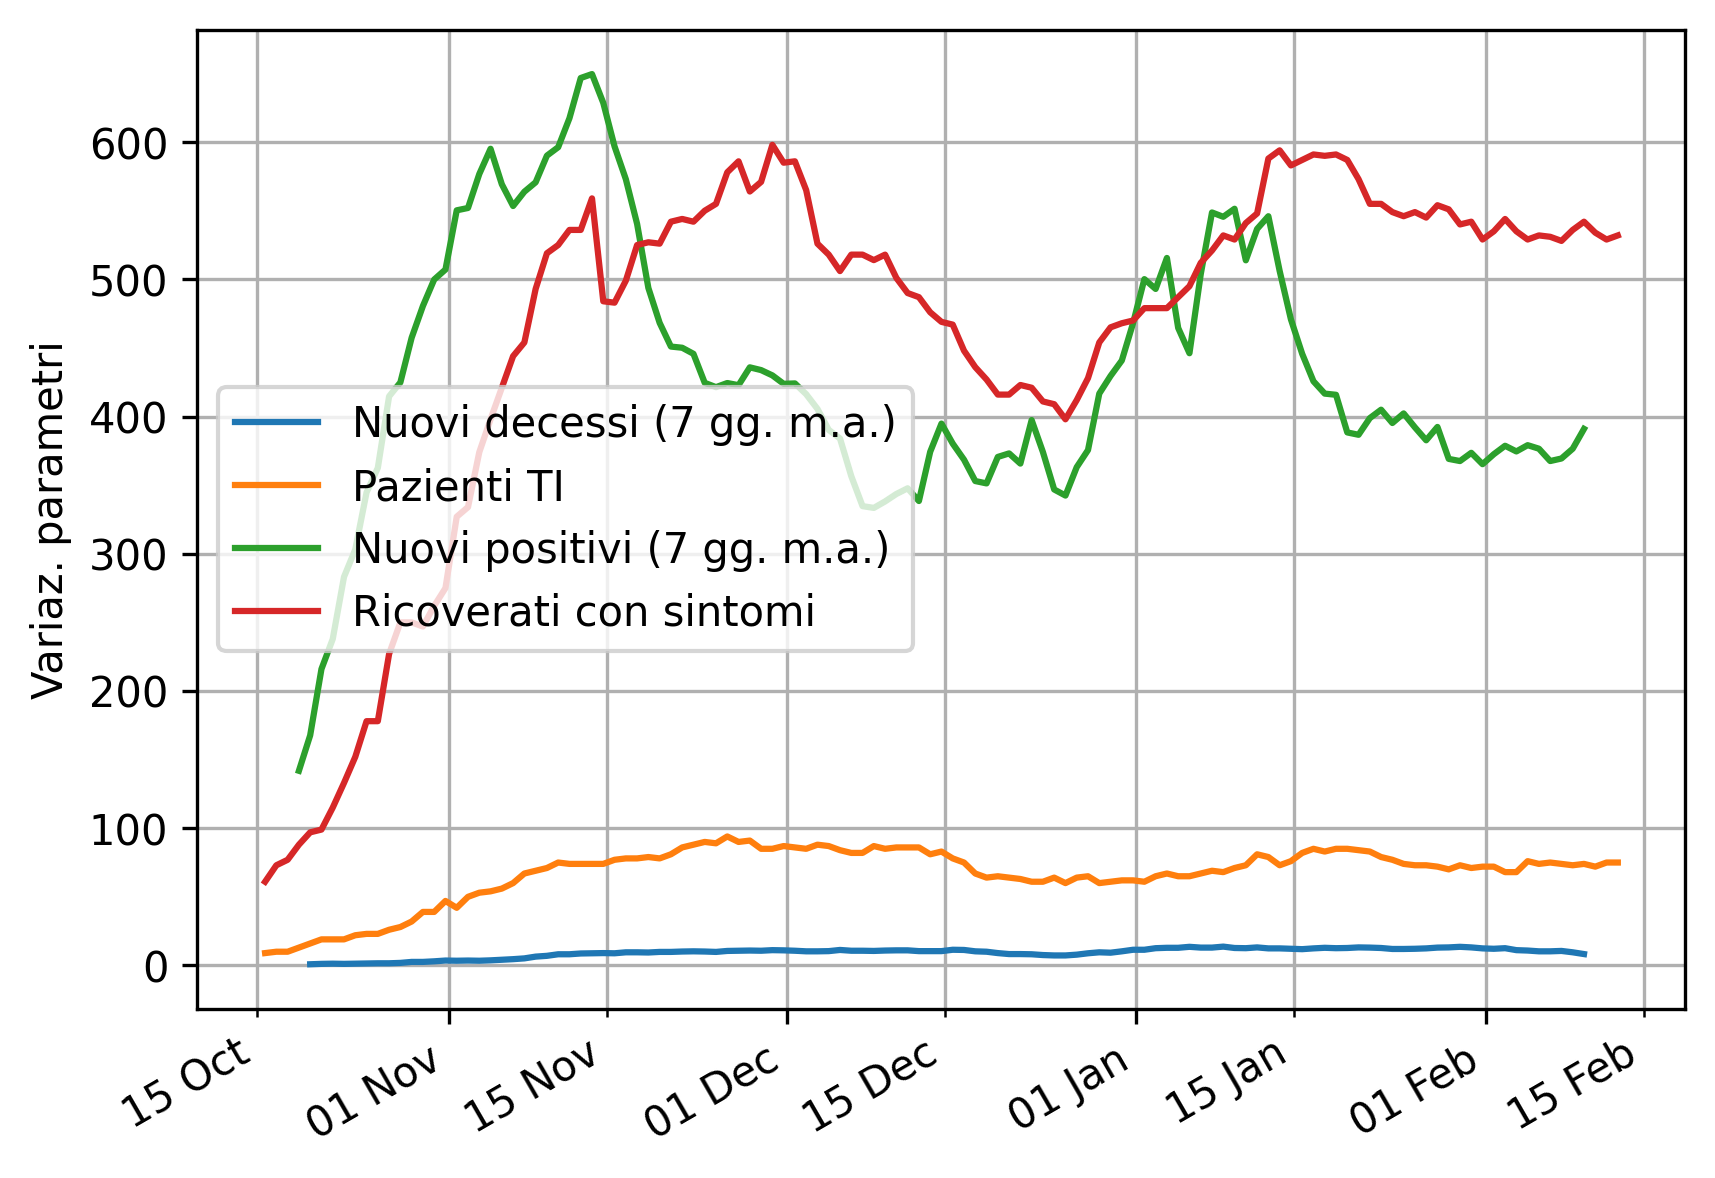 Variaz. parametri
600
500
400
300
200
100
0
Nuovi decessi (7 gg. m.a.)
Pazienti TI
Nuovi positivi (7 gg. m.a.)
Ricoverati con sintomi
15 Oct
01 Nov
15 Nov
01 Dec
15 Dec
01 Jan
15 Jan
01 Feb
15 Feb